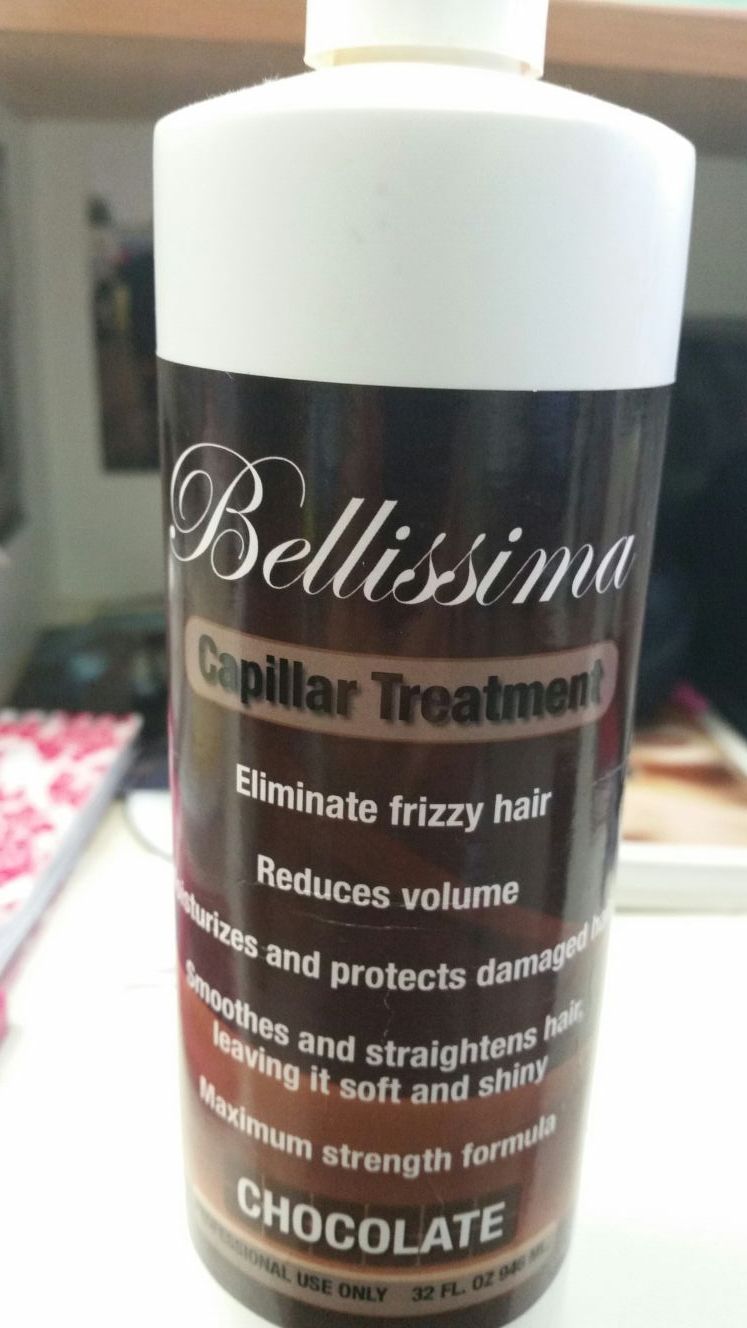 Bellissima
Capillar Treatment
Eliminate frizzy hair
Reduces volume
and protects damaged
Smoothes and straightens hair,
leaving it soft and shiny
Maximum strength formula
CHOCOLATE
USE ONLY 32 FL. OZ